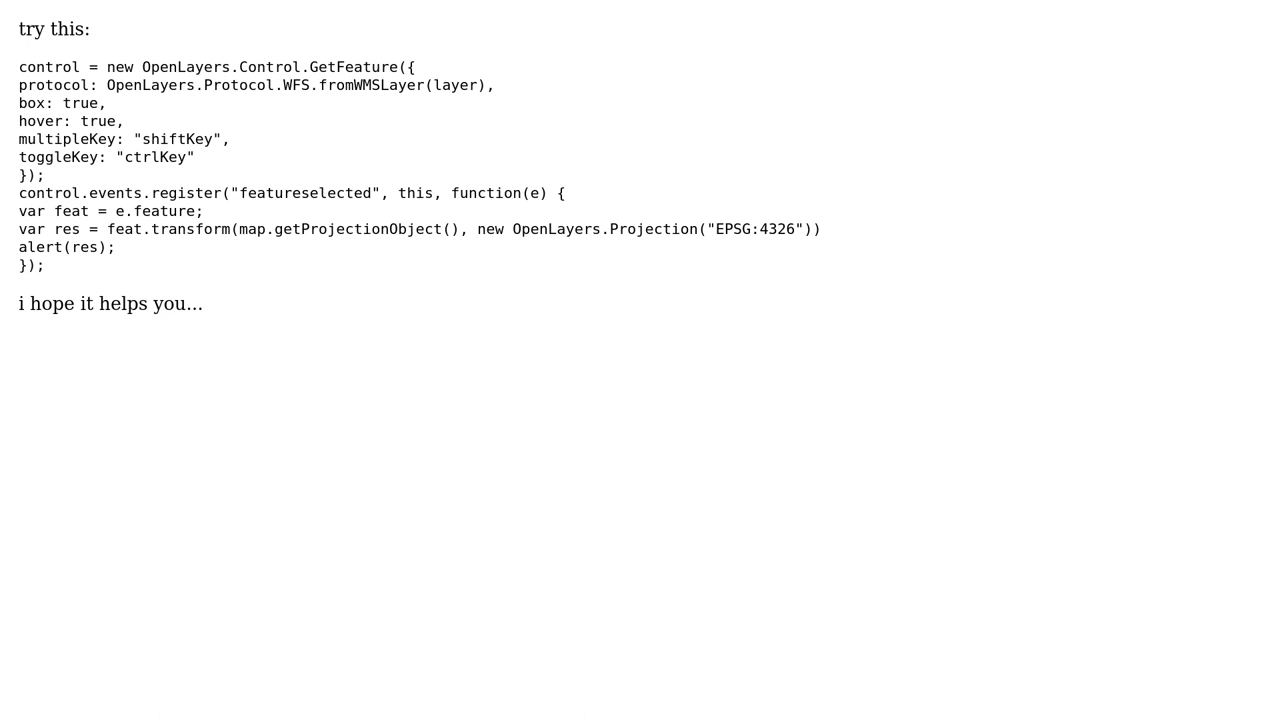 try this:
control = new OpenLayers.Control.GetFeature({
protocol: OpenLayers.Protocol.WFS.fromWMSLayer(layer),
box: true,
hover: true,
multipleKey: "shiftKey",
toggleKey: "ctrlKey"
});
control.events.register("featureselected", this, function(e) {
var feat = e.feature;
var res = feat.transform(map.getProjectionObject(), new OpenLayers.Projection("EPSG:4326"))
alert(res);
});
i hope it helps you...